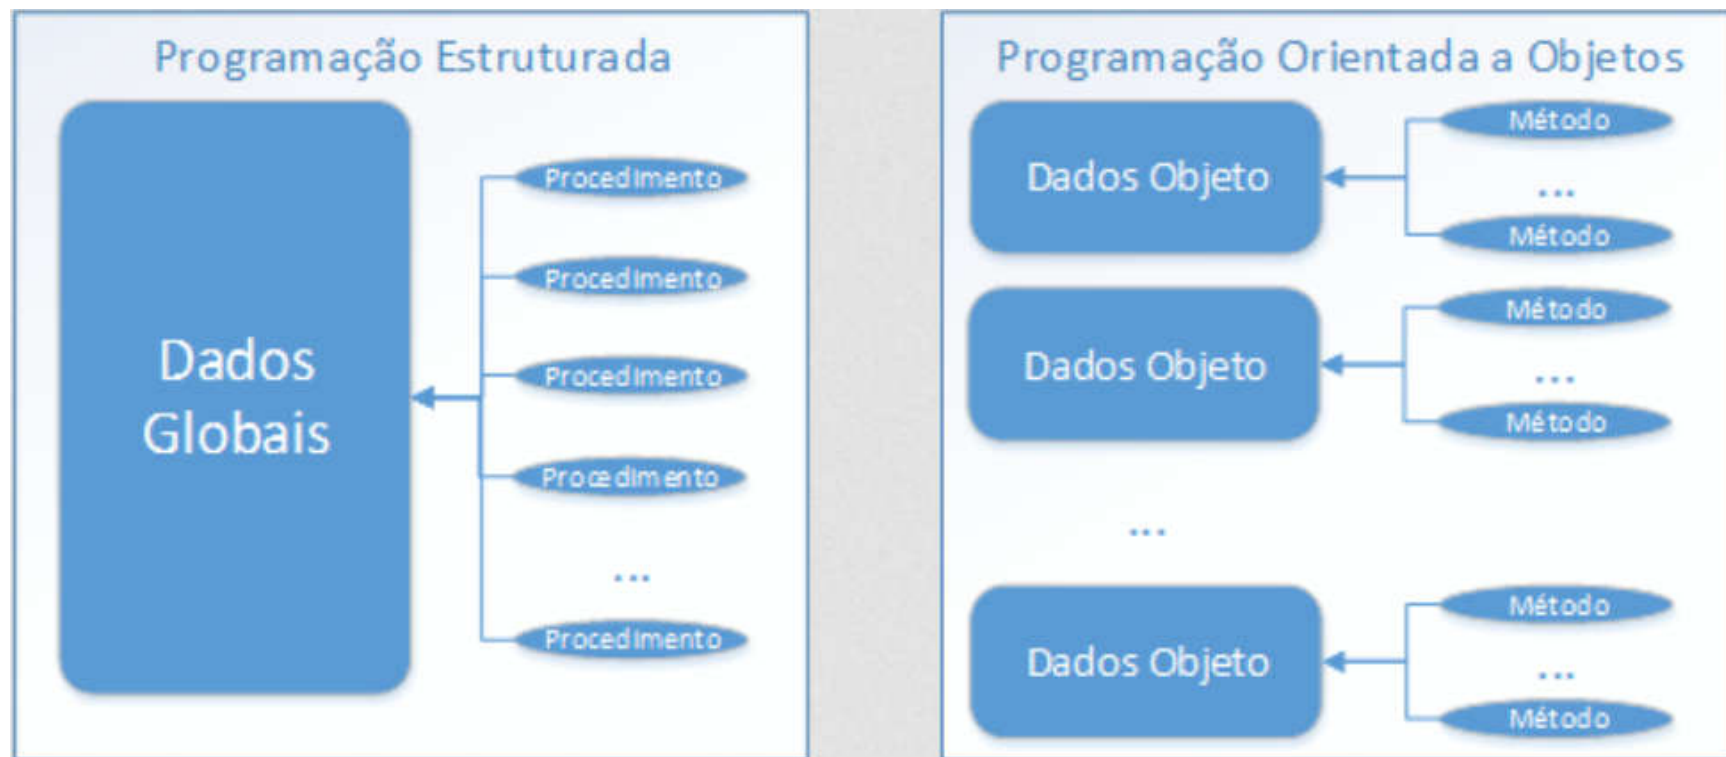 Programação Estruturada
Dados
Globais
Procedimento
Procedimento
Procedimento
Procedimento
...
Procedimento
Programação Orientada a Objetos
Dados Objeto
Método
...
Método
Dados Objeto
Método
...
Método
...
Dados Objeto
Método
...
Método